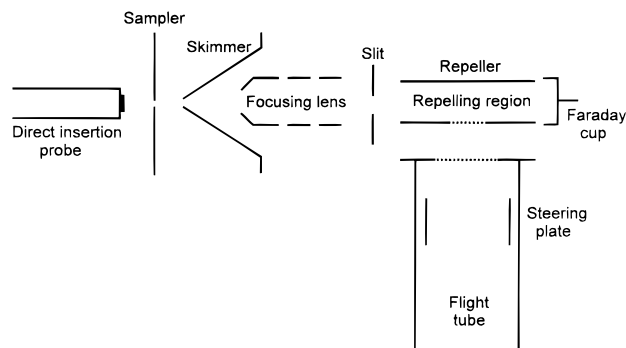 Sampler
Skimmer
Slit
Repeller
Focusing lens
Repelling region
Direct insertion
probe
Faraday
cup
Steering
plate
Flight
tube